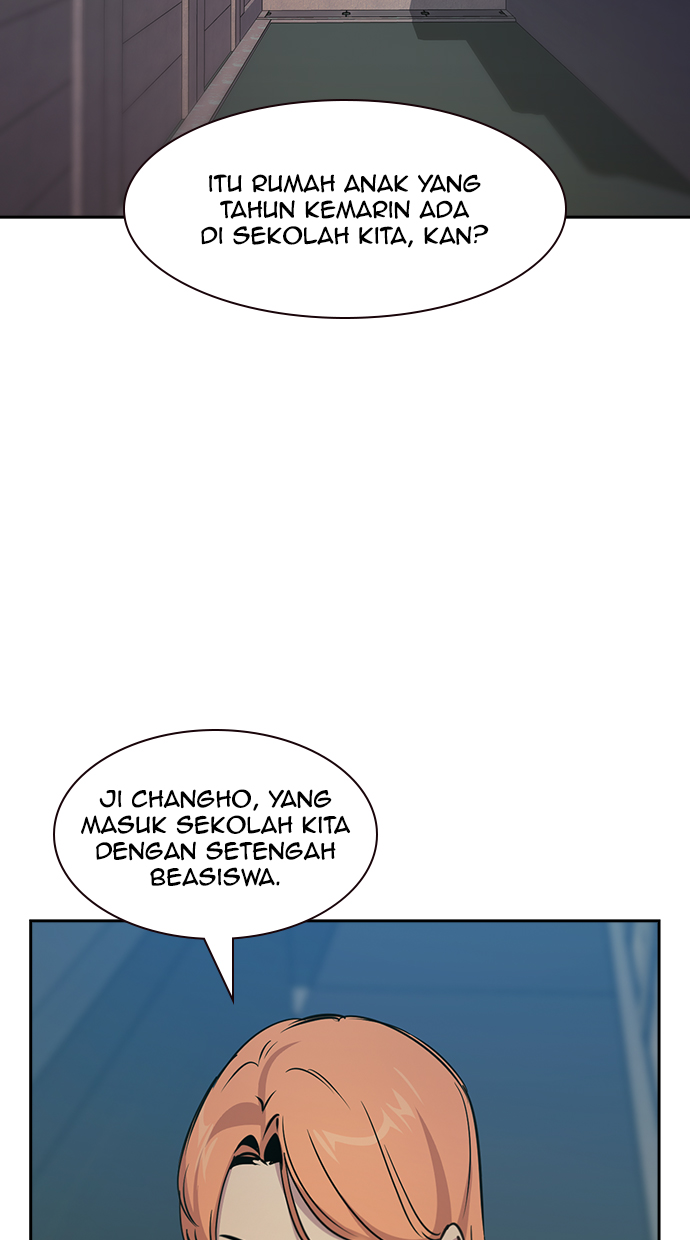 ITU RUMAH ANAK YANG
TAHUN KEMARIN ADA
DI SEKOLAH KITA, KAN?
JI CHANGHO, YANG
MASUK SEKOLAH KITA
DENGAN SETENGAH
BEASISWA.